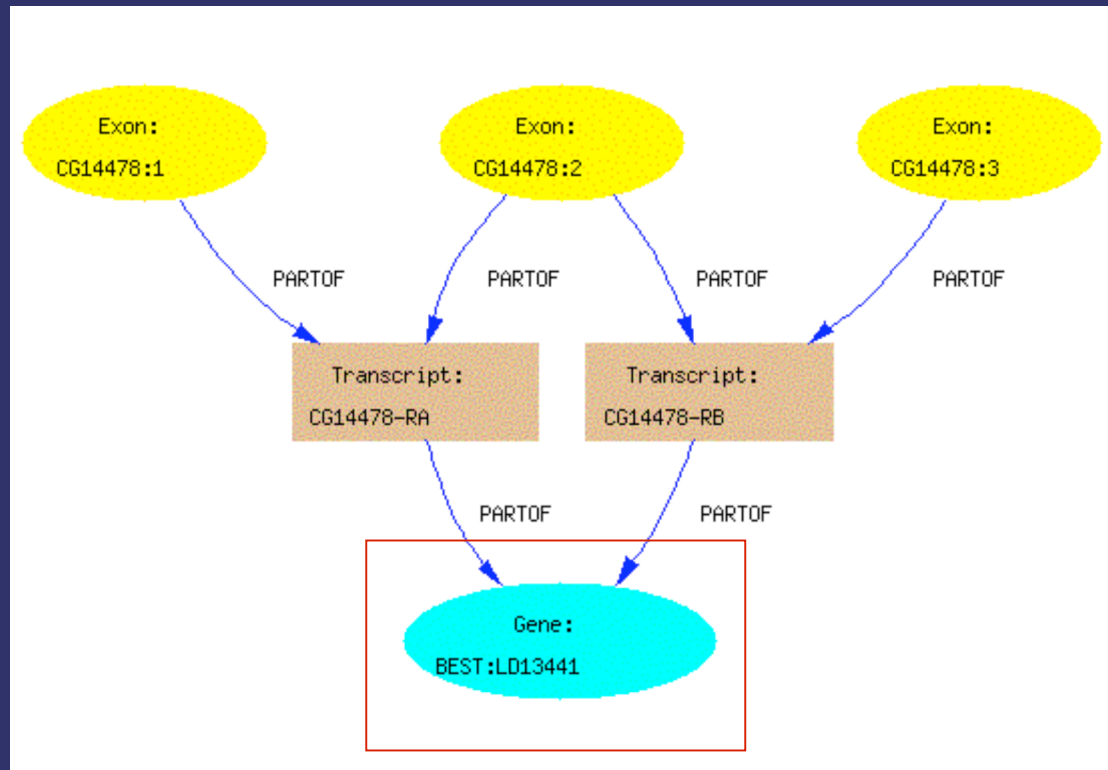 Exon:
CG14478:1
Exon:
CG14478:2
Exon:
CG14478:3
PARTOF
PARTOF
PARTOF
PARTOF
Transcript:
CG14478-RA
Transcript:
CG14478-RB
PARTOF
PARTOF
Gene:
BEST:LD13441